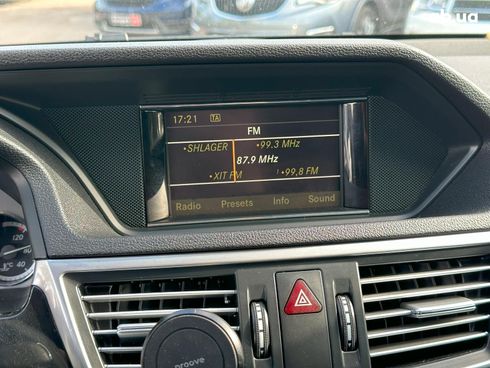 ua
17:21 TA
FM
•SHLAGER •99.3 MHz
87.9 MHz
•XIT FM 1•99,8 FM
Radio Presets Info Sound
120
°C 40
proove